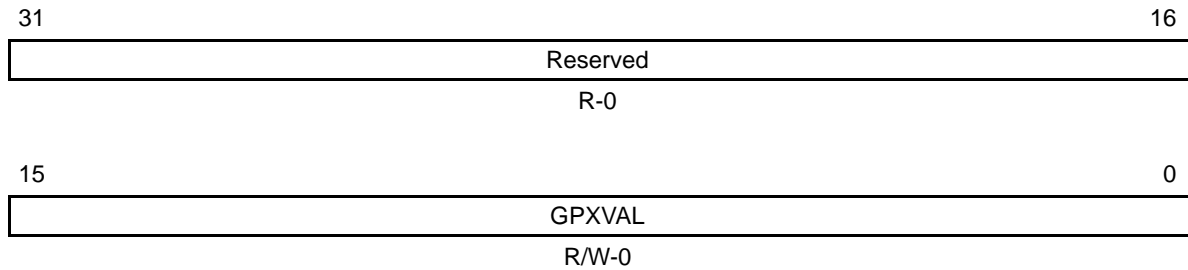 31 16
Reserved
R-0
15 0
GPXVAL
R/W-0